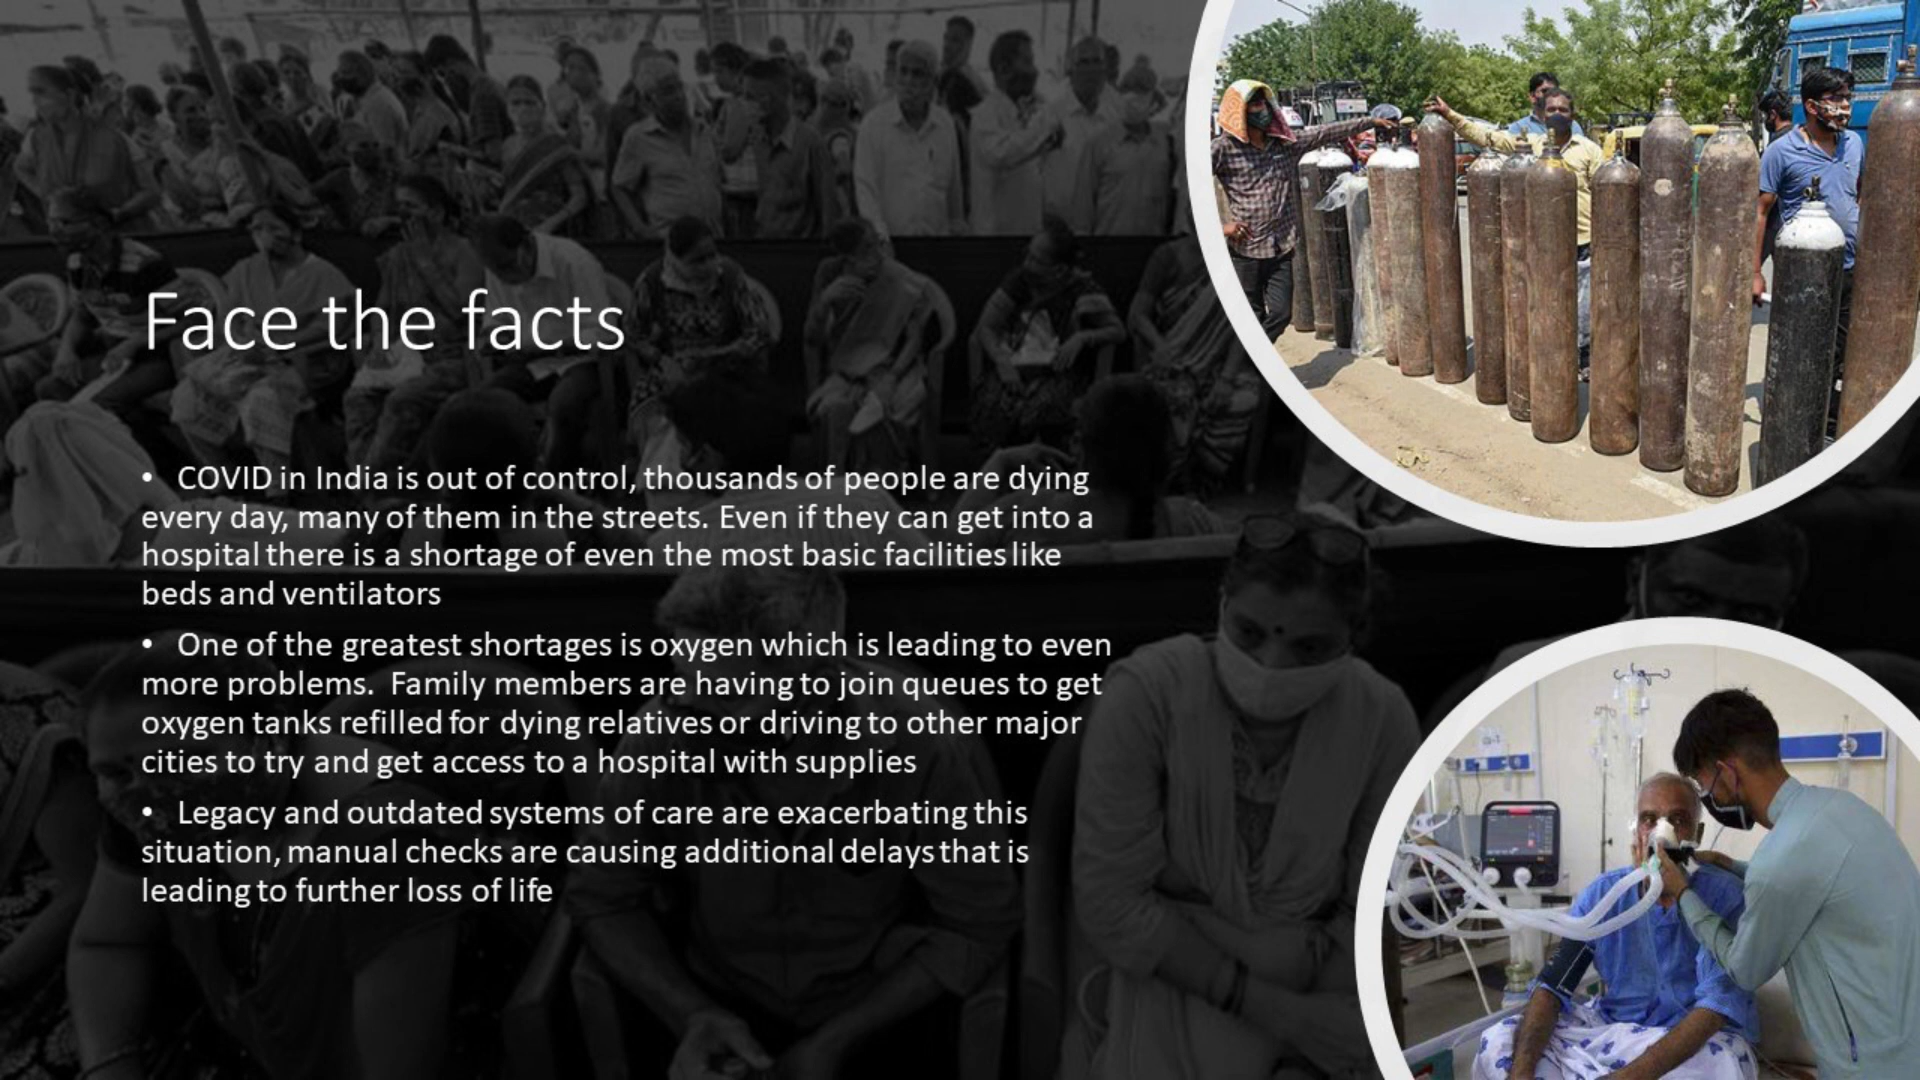 Face the facts
• COVID in India is out of control, thousands of people are dying
every day, many of them in the streets. Even if they can get into a
hospital there is a shortage of even the most basic facilities like
beds and ventilators
• One of the greatest shortages is oxygen which is leading to even
more problems.  Family members are having to join queues to get
oxygen tanks refilled for dying relatives or driving to other major
cities to try and get access to a hospital with supplies
• Legacy and outdated systems of care are exacerbating this
situation, manual checks are causing additional delays that is
leading to further loss of life